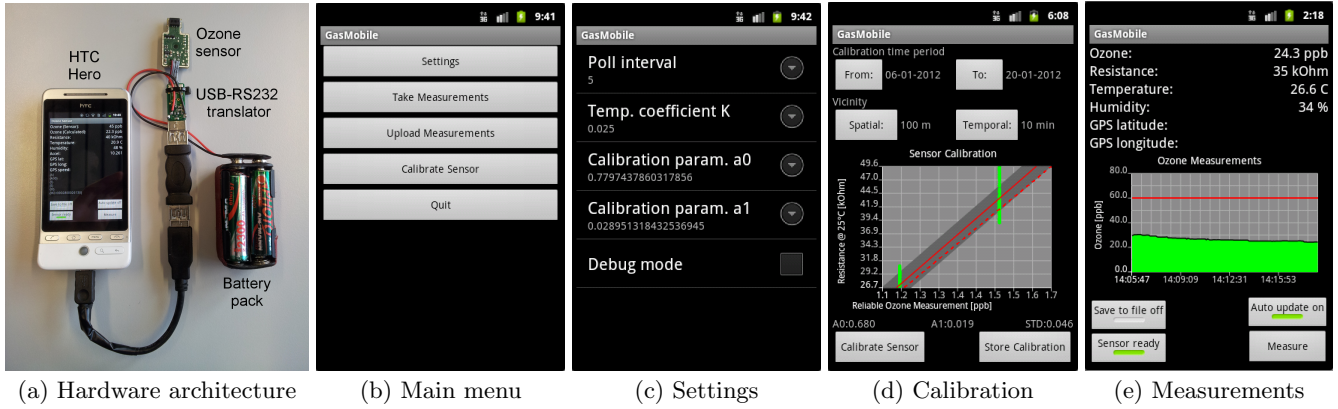 Ozone
sensor
HTC
Hero
USB-RS232
translator
Battery
pack
(a) Hardware architecture
9:41
GasMobile
Settings
Take Measurements
Upload Measurements
Calibrate Sensor
Quit
(b) Main menu
9:42
GasMobile
Poll interval
5
Temp. coefficient K
0.025
Calibration param. a0
0.7797437860317856
Calibration param. a1
0.028951318432536945
Debug mode
(c) Settings
6:08
GasMobile
Calibration time period
From: 06-01-2012 To: 20-01-2012
Vicinity
Spatial: 100 m Temporal: 10 min
Sensor Calibration
Resistance @ 25°C [kOhm]
49.6
47.0
44.5
41.9
39.4
36.9
34.3
31.8
29.2
26.7
1.1 1.2 1.2 1.3 1.4 1.4 1.5 1.5 1.6 1.7
Reliable Ozone Measurement [ppb]
A0:0.680 A1:0.019 STD:0.046
Calibrate Sensor Store Calibration
(d) Calibration
2:18
GasMobile
Ozone: 24.3 ppb
Resistance: 35 kOhm
Temperature: 26.6 C
Humidity: 34 %
GPS latitude:
GPS longitude:
Ozone Measurements
Ozone [ppb]
80.0
60.0
40.0
20.0
0.0
14:05:47 14:09:09 14:12:31 14:15:53
Save to file off Auto update on
Sensor ready Measure
(e) Measurements